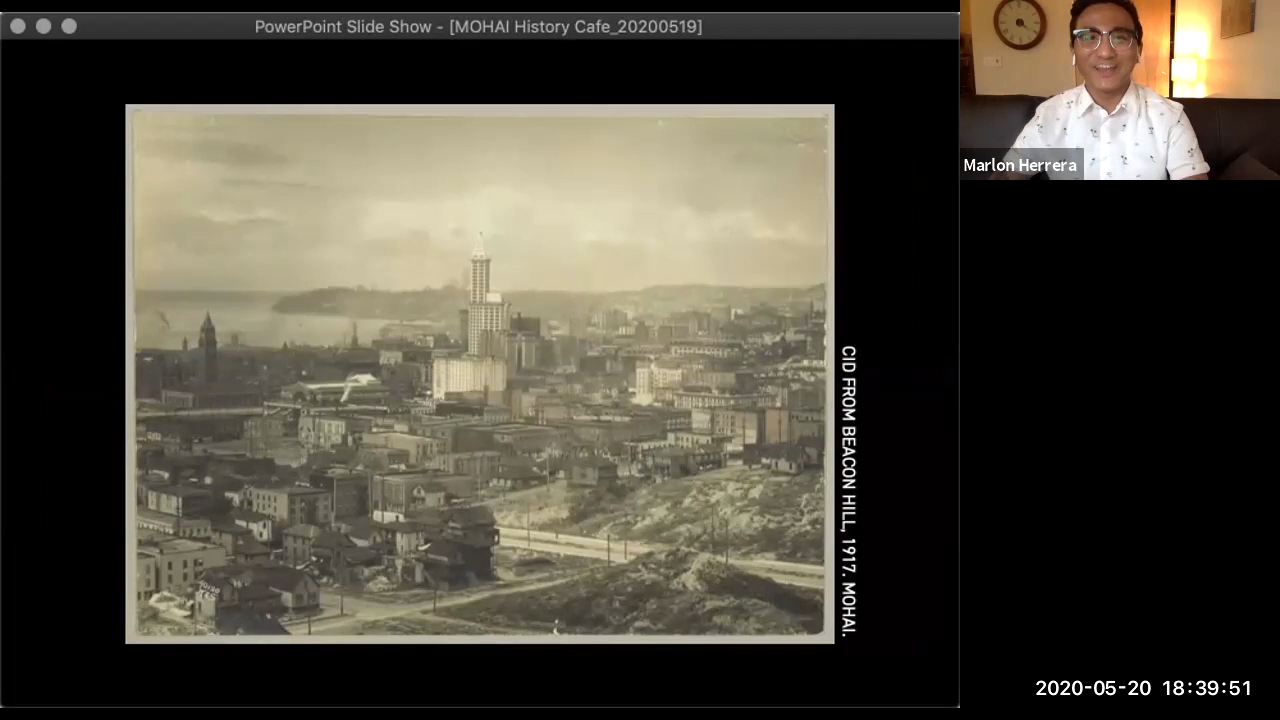 PowerPoint Slide Show - [MOHAI History Cafe_20200519]
Marlon Herrera
CID FROM BEACON HILL, 1917. MOHAI.
2020-05-20 18:39:51